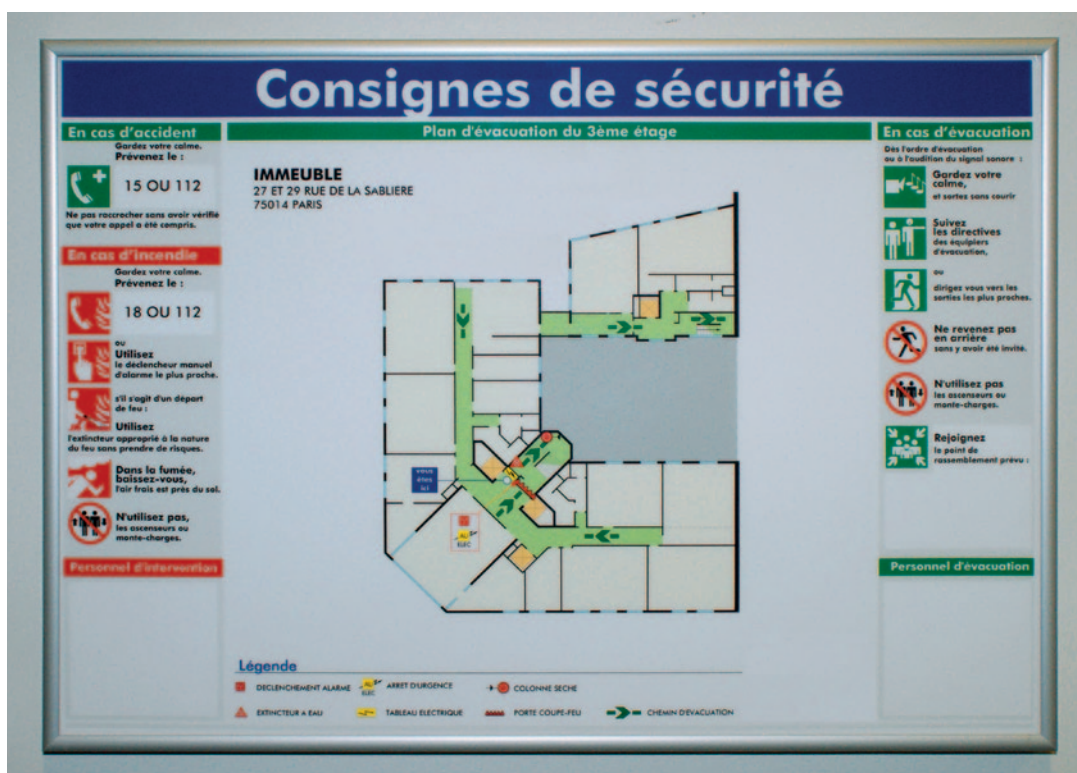 Consignes de sécurité
En cas d'accident
Gardez votre calme.
Prévenez le :
15 OU 112
Ne pas raccrocher sans avoir vérifié
que votre appel a été compris.
En cas d'incendie
Gardez votre calme.
Prévenez le :
18 OU 112
ou
Utilisez
le déclencheur manuel
d'alarme le plus proche.
s'il s'agit d'un départ
de feu :
Utilisez
l'extincteur approprié à la nature
du feu sans prendre de risques.
Dans la fumée,
baissez-vous,
l'air frais est près du sol.
N'utilisez pas,
les ascenseurs ou
monte-charges.
Personnel d'intervention
Plan d'évacuation du 3ème étage
IMMEUBLE
27 ET 29 RUE DE LA SABLIERE
75014 PARIS
vous
êtes
ici
AU
ELEC
Légende
DECLENCHEMENT ALARME
AU
ELEC
ARRET D'URGENCE
COLONNE SECHE
EXTINCTEUR A EAU
TABLEAU ELECTRIQUE
PORTE COUPE-FEU
CHEMIN D'EVACUATION
En cas d'évacuation
Dès l'ordre d'évacuation
ou à l'audition du signal sonore :
Gardez votre
calme,
et sortez sans courir
Suivez
les directives
des équipiers
d'évacuation,
ou
dirigez vous vers les
sorties les plus proches.
Ne revenez pas
en arrière
sans y avoir été invité.
N'utilisez pas
les ascenseurs ou
monte-charges.
Rejoignez
le point de
rassemblement prévu :
Personnel d'évacuation